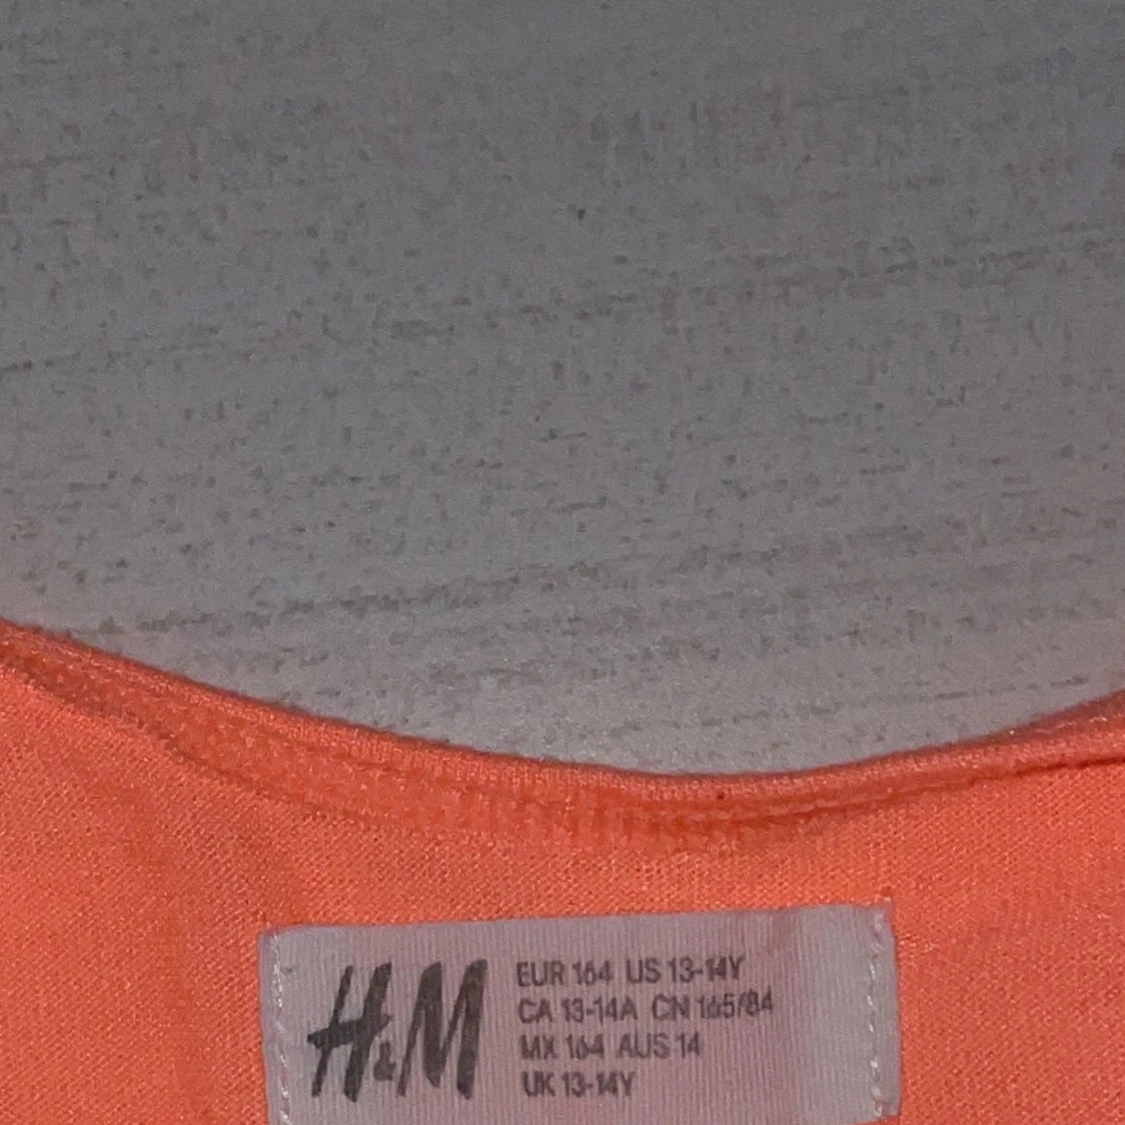 H&M
EUR 164 US 13-14Y
CA 13-14A CN 165/84
MX 164 AUS 14
UK 13-14Y